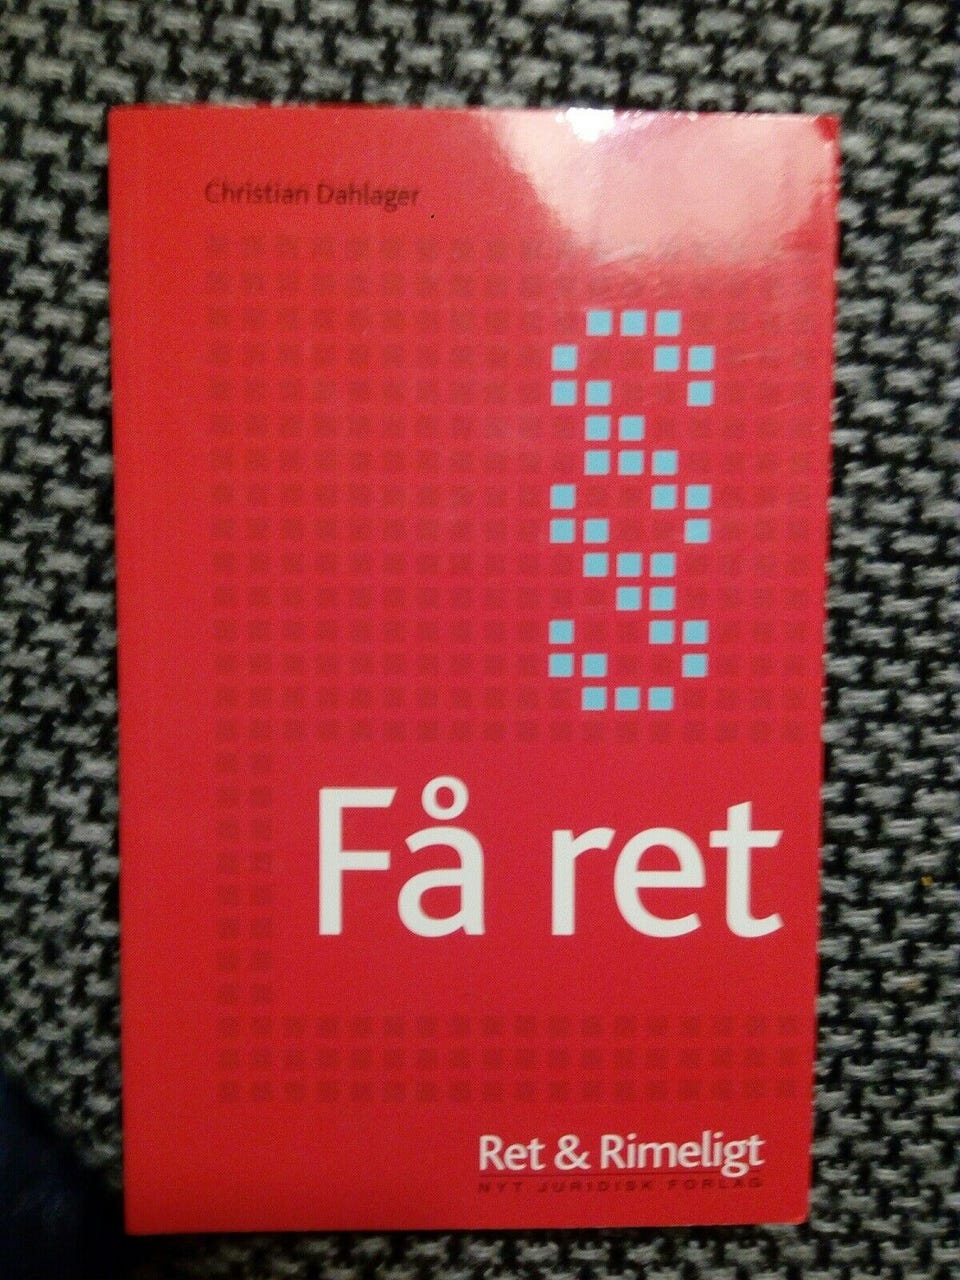 Christian Dahlager
§
Få ret
Ret & Rimeligt
NYT JURIDISK FORLAG